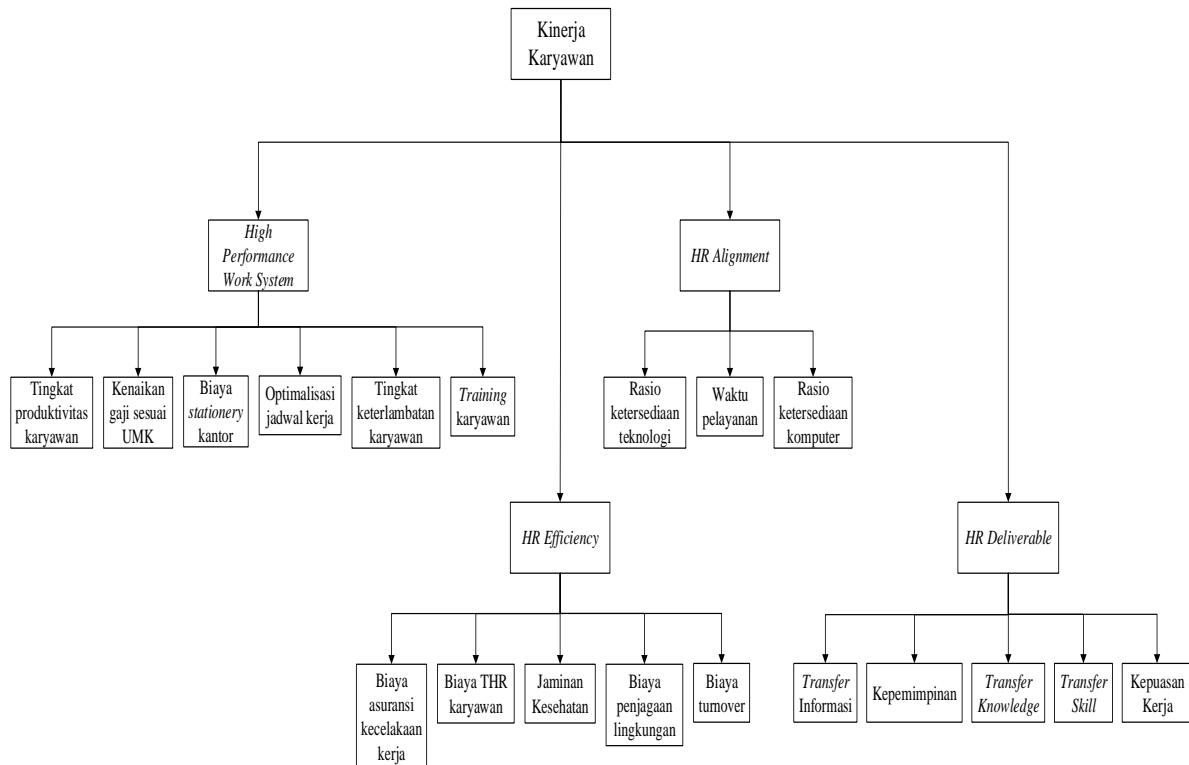 Kinerja
Karyawan
High
Performance
Work System
HR Alignment
Tingkat
produktivitas
karyawan
Kenaikan
gaji sesuai
UMK
Biaya
stationery
kantor
Optimalisasi
jadwal kerja
Tingkat
keterlambatan
karyawan
Training
karyawan
Rasio
ketersediaan
teknologi
Waktu
pelayanan
Rasio
ketersediaan
komputer
HR Efficiency
HR Deliverable
Biaya
asuransi
kecelakaan
kerja
Biaya THR
karyawan
Jaminan
Kesehatan
Biaya
penjagaan
lingkungan
Biaya
turnover
Transfer
Informasi
Kepemimpinan
Transfer
Knowledge
Transfer
Skill
Kepuasan
Kerja